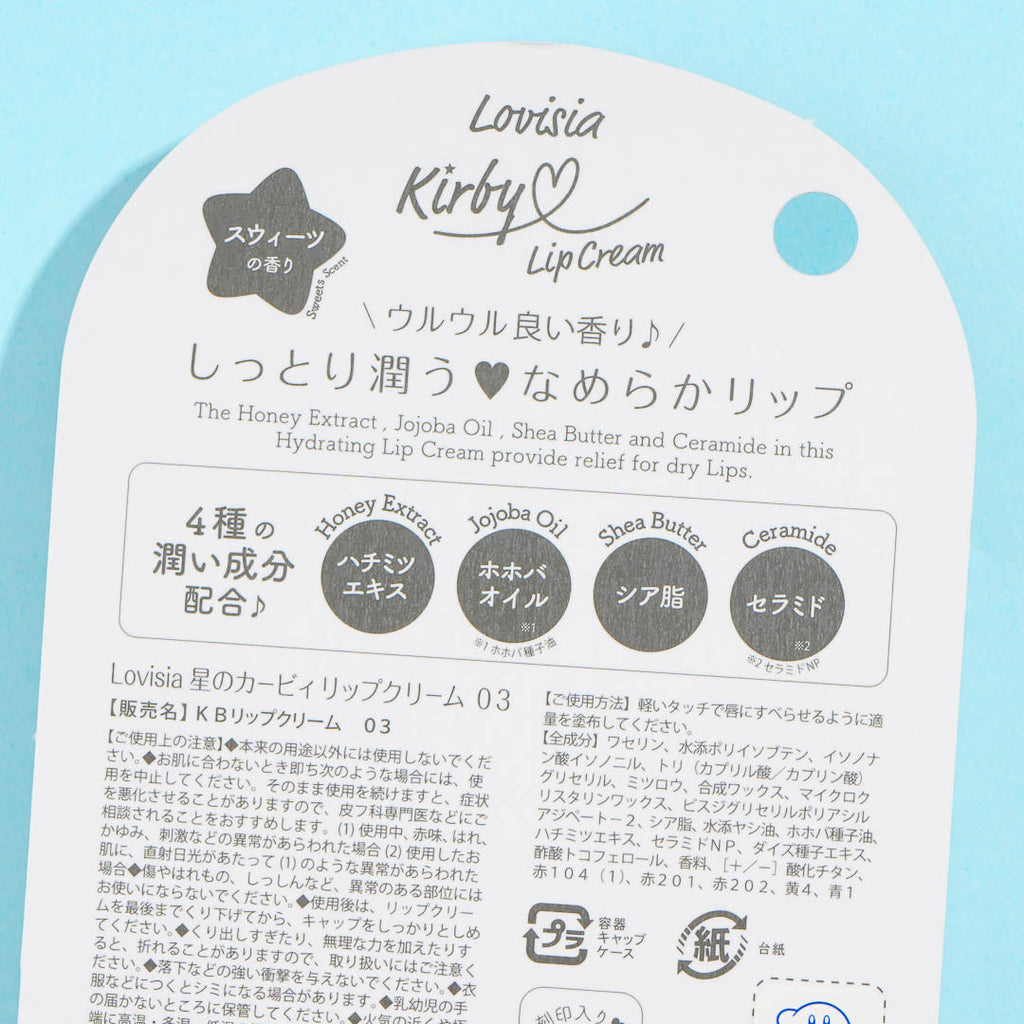 Lovisia
Kirby
Lip Cream
スウィーツ
の香り
Sweets Scent
\ ウルウル良い香り♪ /
しっとり潤う♥なめらかリップ
The Honey Extract , Jojoba Oil , Shea Butter and Ceramide in this
Hydrating Lip Cream provide relief for dry Lips.
4種の
潤い成分
配合♪
Honey Extract
ハチミツ
エキス
Jojoba Oil
ホホバ
オイル
※1
※1 ホホバ種子油
Shea Butter
シア脂
Ceramide
セラミド
※2
※2 セラミドNP
Lovisia 星のカービィリップクリーム 03
【販売名】KBリップクリーム 03
【ご使用上の注意】◆本来の用途以外には使用しないでくだ
さい。◆お肌に合わないとき即ち次のような場合には、使
用を中止してください。そのまま使用を続けますと、症状
を悪化させることがありますので、皮フ科専門医などにご
相談されることをおすすめします。(1) 使用中、赤味、はれ、
かゆみ、刺激などの異常があらわれた場合 (2) 使用したお
肌に、直射日光があたって (1) のような異常があらわれた
場合◆傷やはれもの、しっしんなど、異常のある部位には
お使いにならないでください。◆使用後は、リップクリー
ムを最後までくり下げてから、キャップをしっかりとしめ
てください。◆くり出しすぎたり、無理な力を加えたりす
ると、折れることがありますので、取り扱いにはご注意く
ださい。◆落下などの強い衝撃を与えないでください。◆衣
服などにつくとシミになる場合があります。◆乳幼児の手
の届かないところに保管してください。◆火気の近くや極
端に高温・多湿、低温の
【ご使用方法】軽いタッチで唇にすべらせるように適
量を塗布してください。
【全成分】ワセリン、水添ポリイソブテン、イソノナ
ン酸イソノニル、トリ（カプリル酸／カプリン酸）
グリセリル、ミツロウ、合成ワックス、マイクロク
リスタリンワックス、ビスジグリセリルポリアシル
アジペート－2、シア脂、水添ヤシ油、ホホバ種子油、
ハチミツエキス、セラミドNP、ダイズ種子エキス、
酢酸トコフェロール、香料、[＋/－] 酸化チタン、
赤104（1）、赤201、赤202、黄4、青1
プラ
容器
キャップ
ケース
紙
台紙
刻印入り